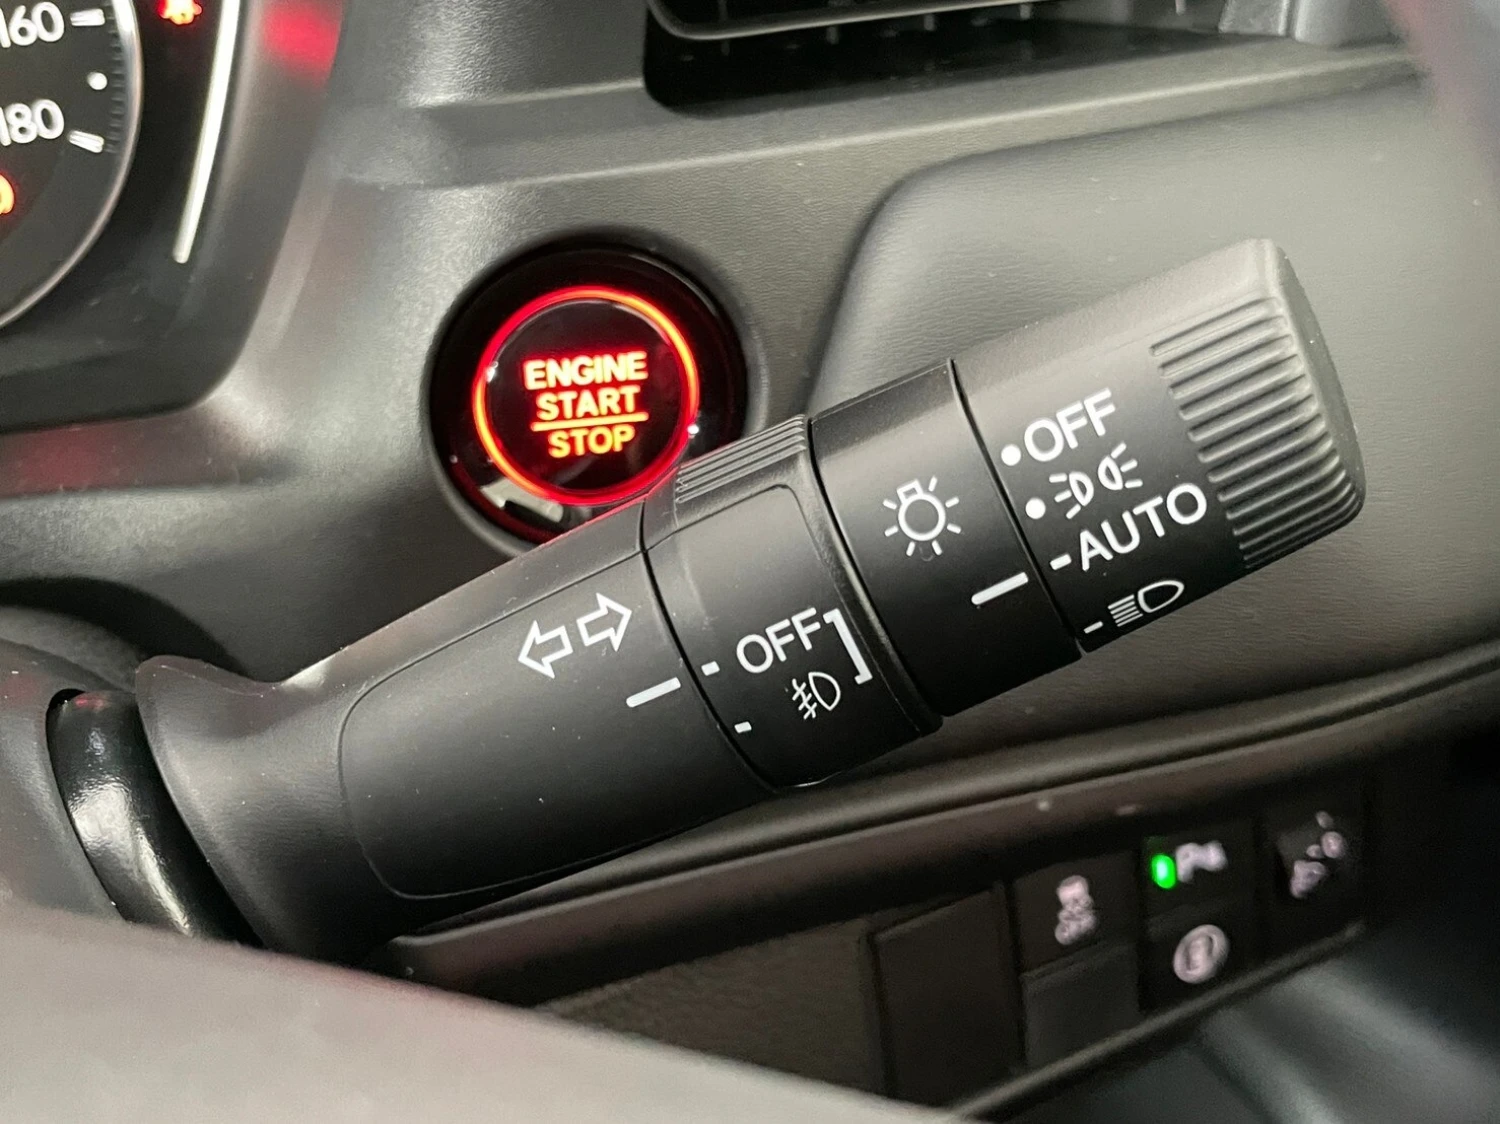 160
180
ENGINE
START
STOP
OFF
AUTO
OFF